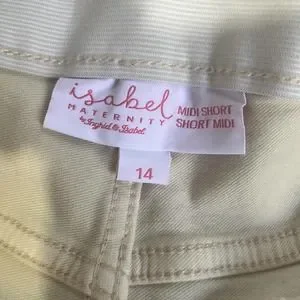 isabel
MATERNITY
by Ingrid & Isabel
MIDI SHORT
SHORT MIDI
14